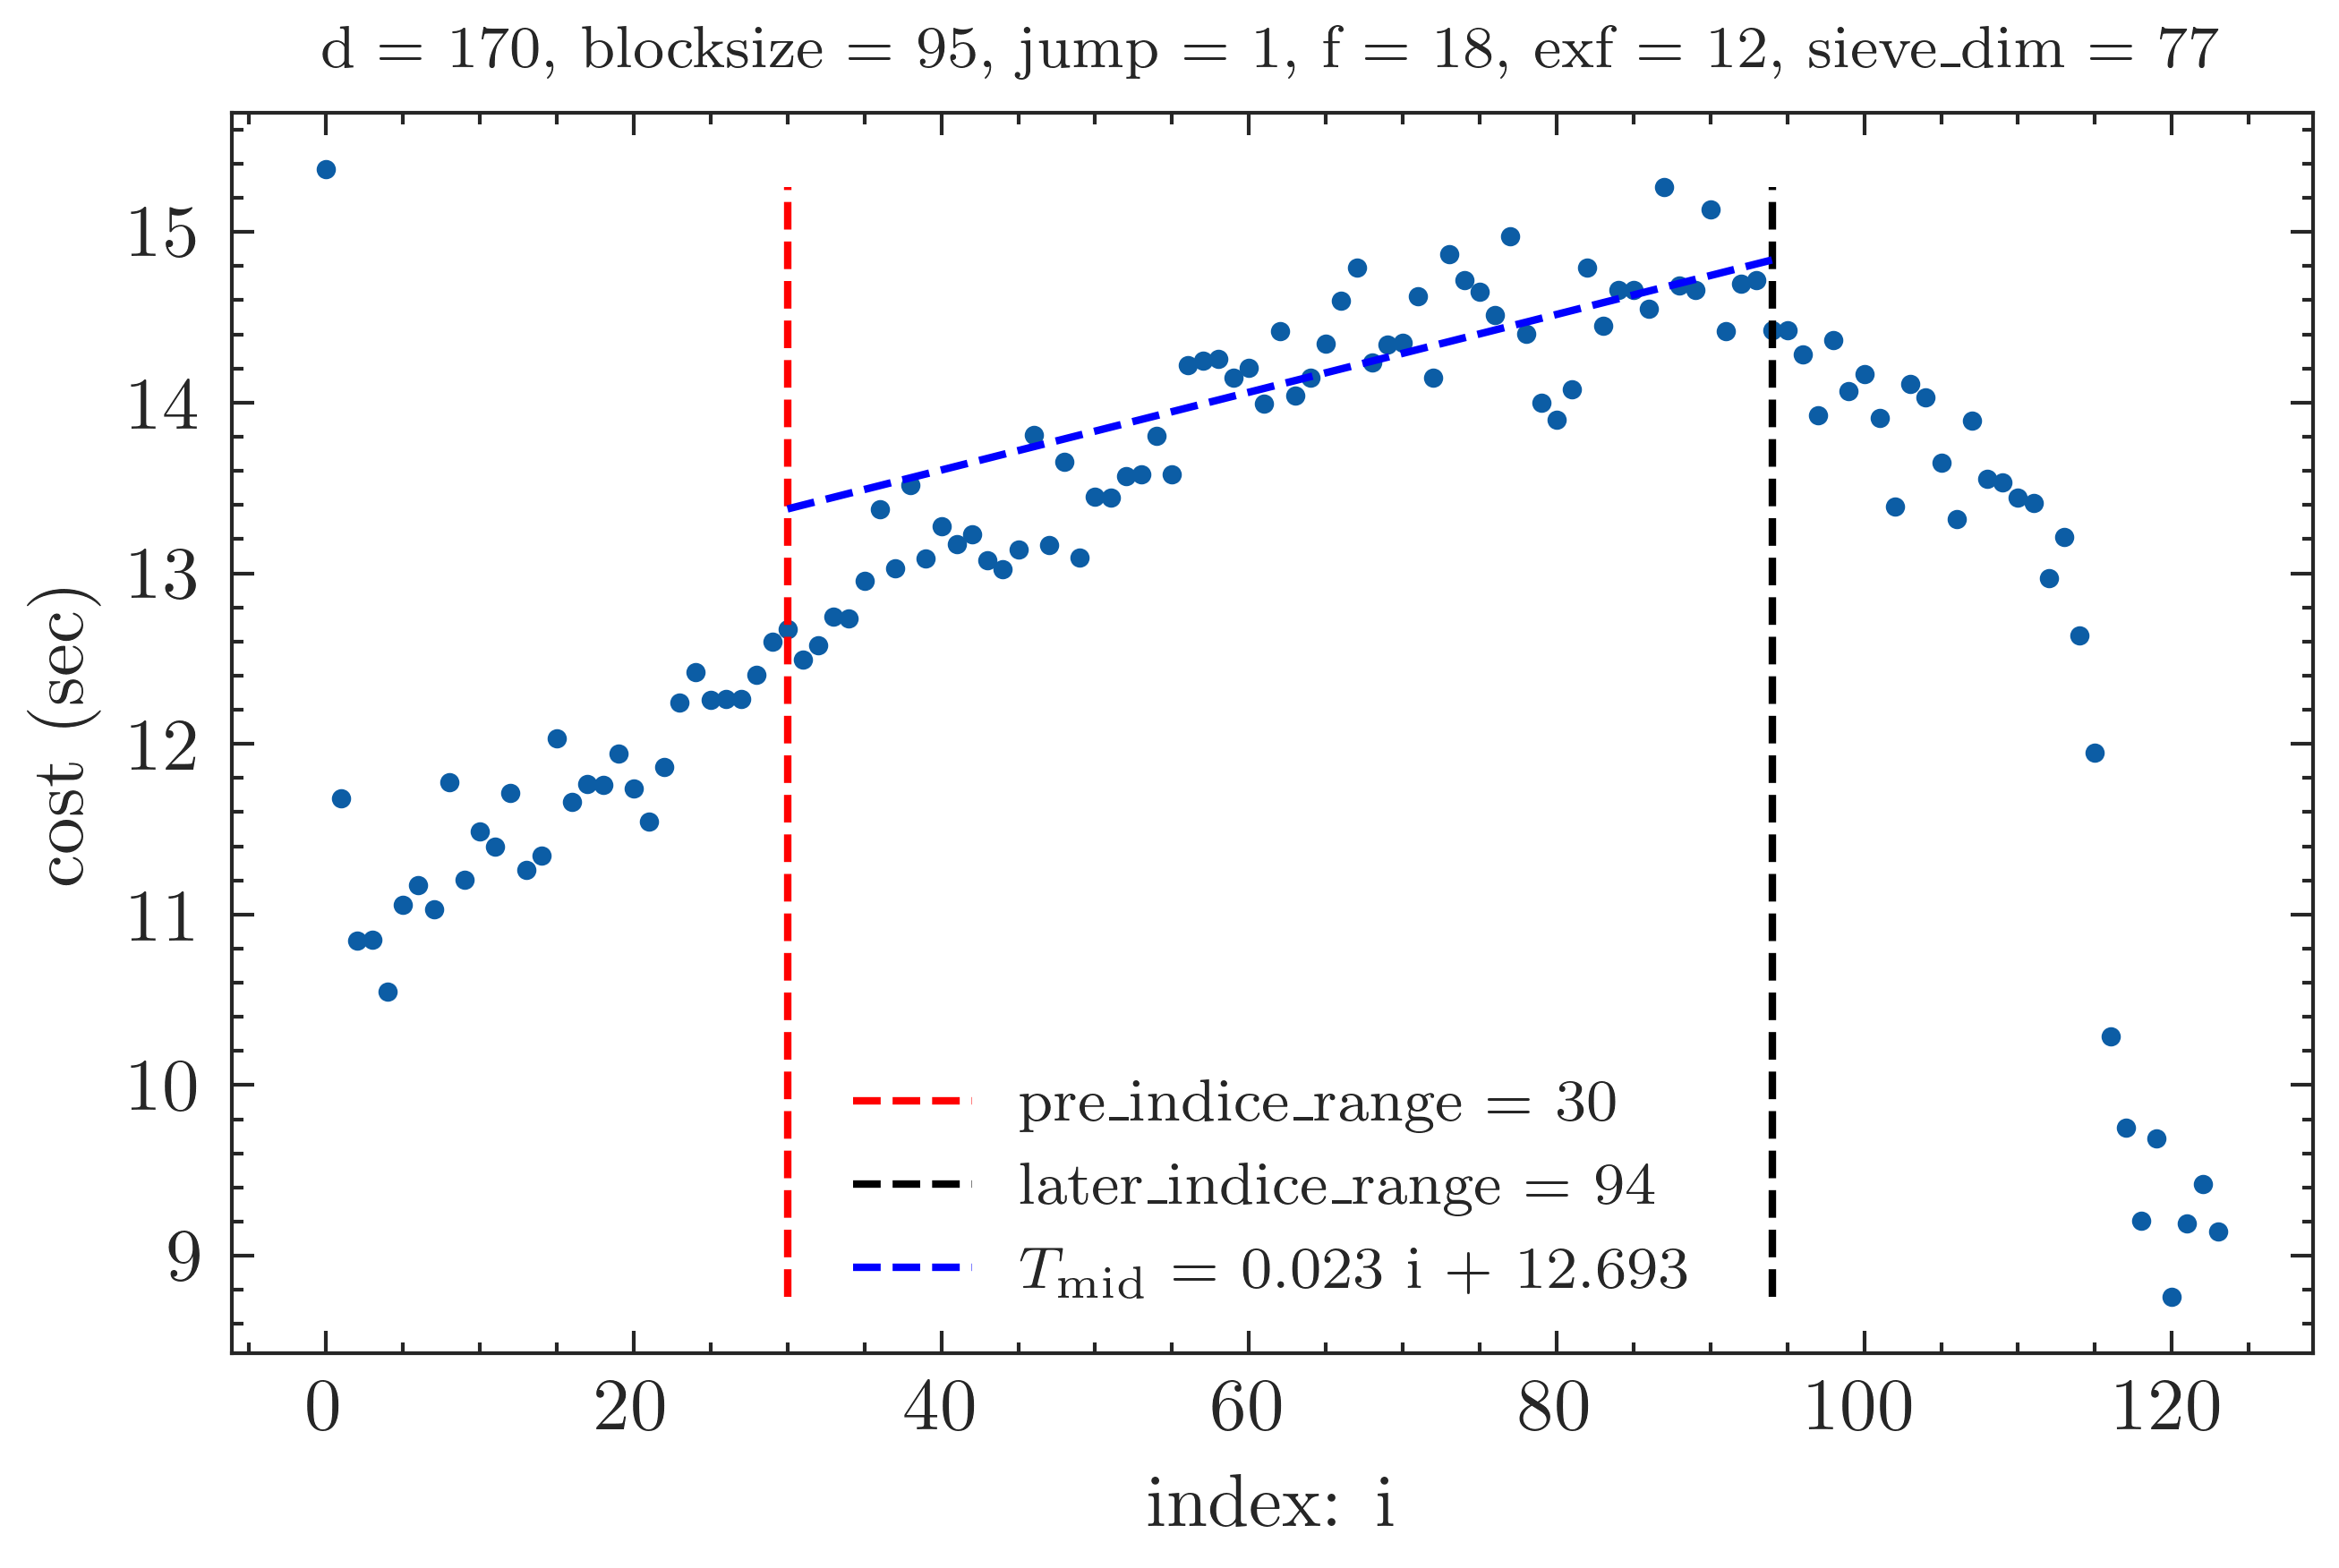 d = 170, blocksize = 95, jump = 1, f = 18, exf = 12, sieve_dim = 77
15
14
13
12
11
10
9
cost (sec)
pre_indice_range = 30
later_indice_range = 94
T_mid = 0.023 i + 12.693
0 20 40 60 80 100 120
index: i